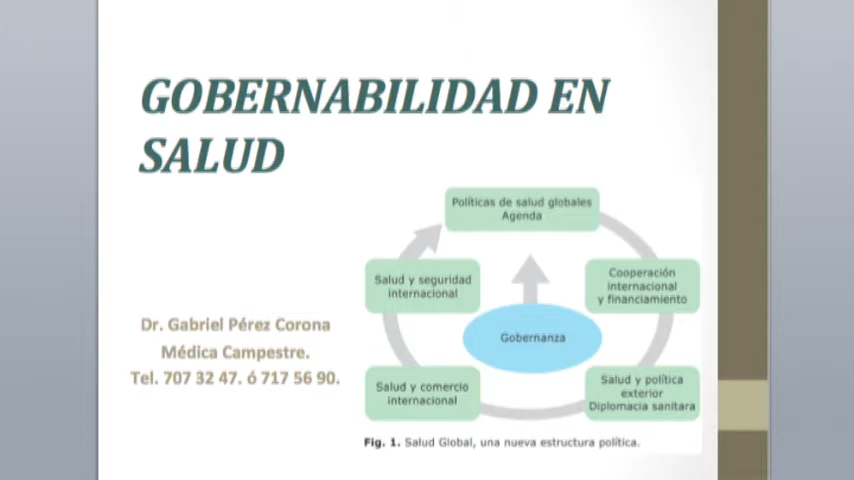 GOBERNABILIDAD EN
SALUD
Políticas de salud globales
Agenda
Salud y seguridad
internacional
Cooperación
internacional
y financiamiento
Gobernanza
Salud y comercio
internacional
Salud y política
exterior
Diplomacia sanitara
Fig. 1. Salud Global, una nueva estructura política.
Dr. Gabriel Pérez Corona
Médica Campestre.
Tel. 707 32 47. ó 717 56 90.